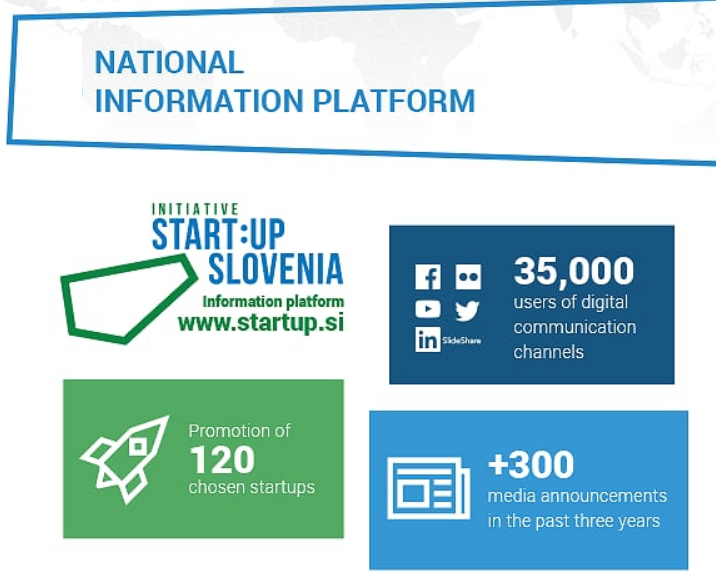 NATIONAL
INFORMATION PLATFORM
INITIATIVE
START:UP
SLOVENIA
Information platform
www.startup.si
35,000
users of digital
communication
channels
in SlideShare
Promotion of
120
chosen startups
+300
media announcements
in the past three years